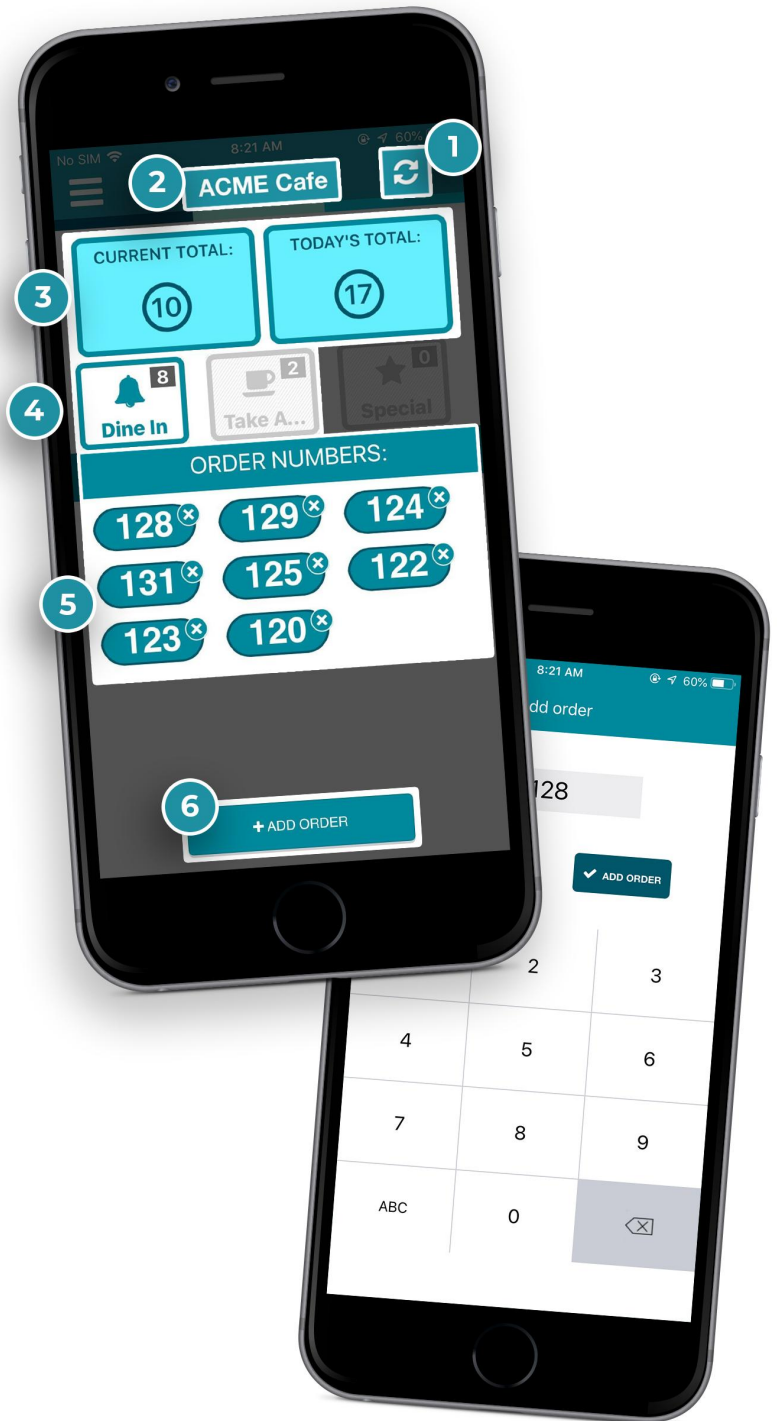 No SIM 8:21 AM 60%
1
2 ACME Cafe
CURRENT TOTAL: TODAY'S TOTAL:
3 10 17
8 2 0
4 Dine In Take A... Special
ORDER NUMBERS:
128 129 124
131 125 122
5
123 120
6 + ADD ORDER
8:21 AM 60%
dd order
128
ADD ORDER
2 3
4 5 6
7 8 9
ABC 0